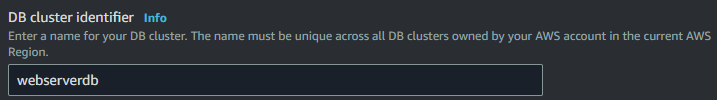 DB cluster identifier Info
Enter a name for your DB cluster. The name must be unique across all DB clusters owned by your AWS account in the current AWS
Region.
webserverdb